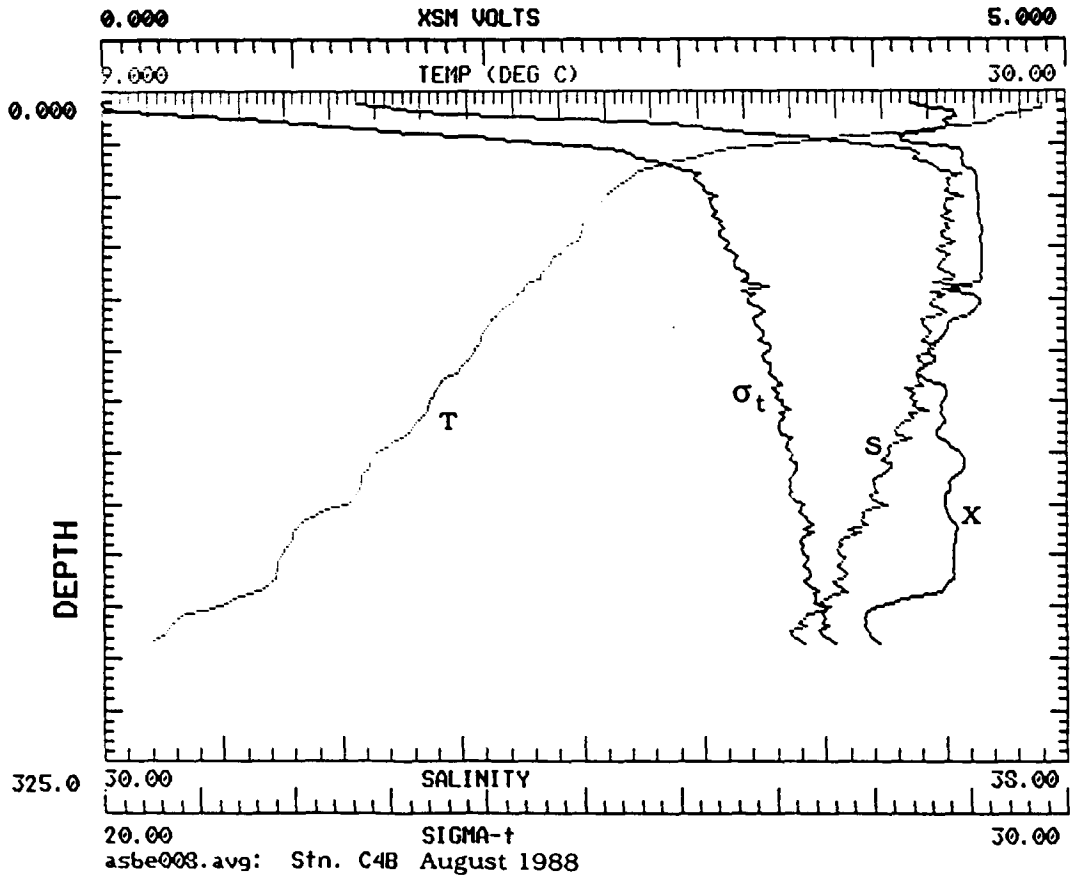 0.000 XSM VOLTS 5.000
9.000 TEMP (DEG C) 30.00
0.000
T
σt
S
X
DEPTH
325.0
30.00 SALINITY 38.00
20.00 SIGMA-t 30.00
asbe008.avg: Stn. C4B August 1988